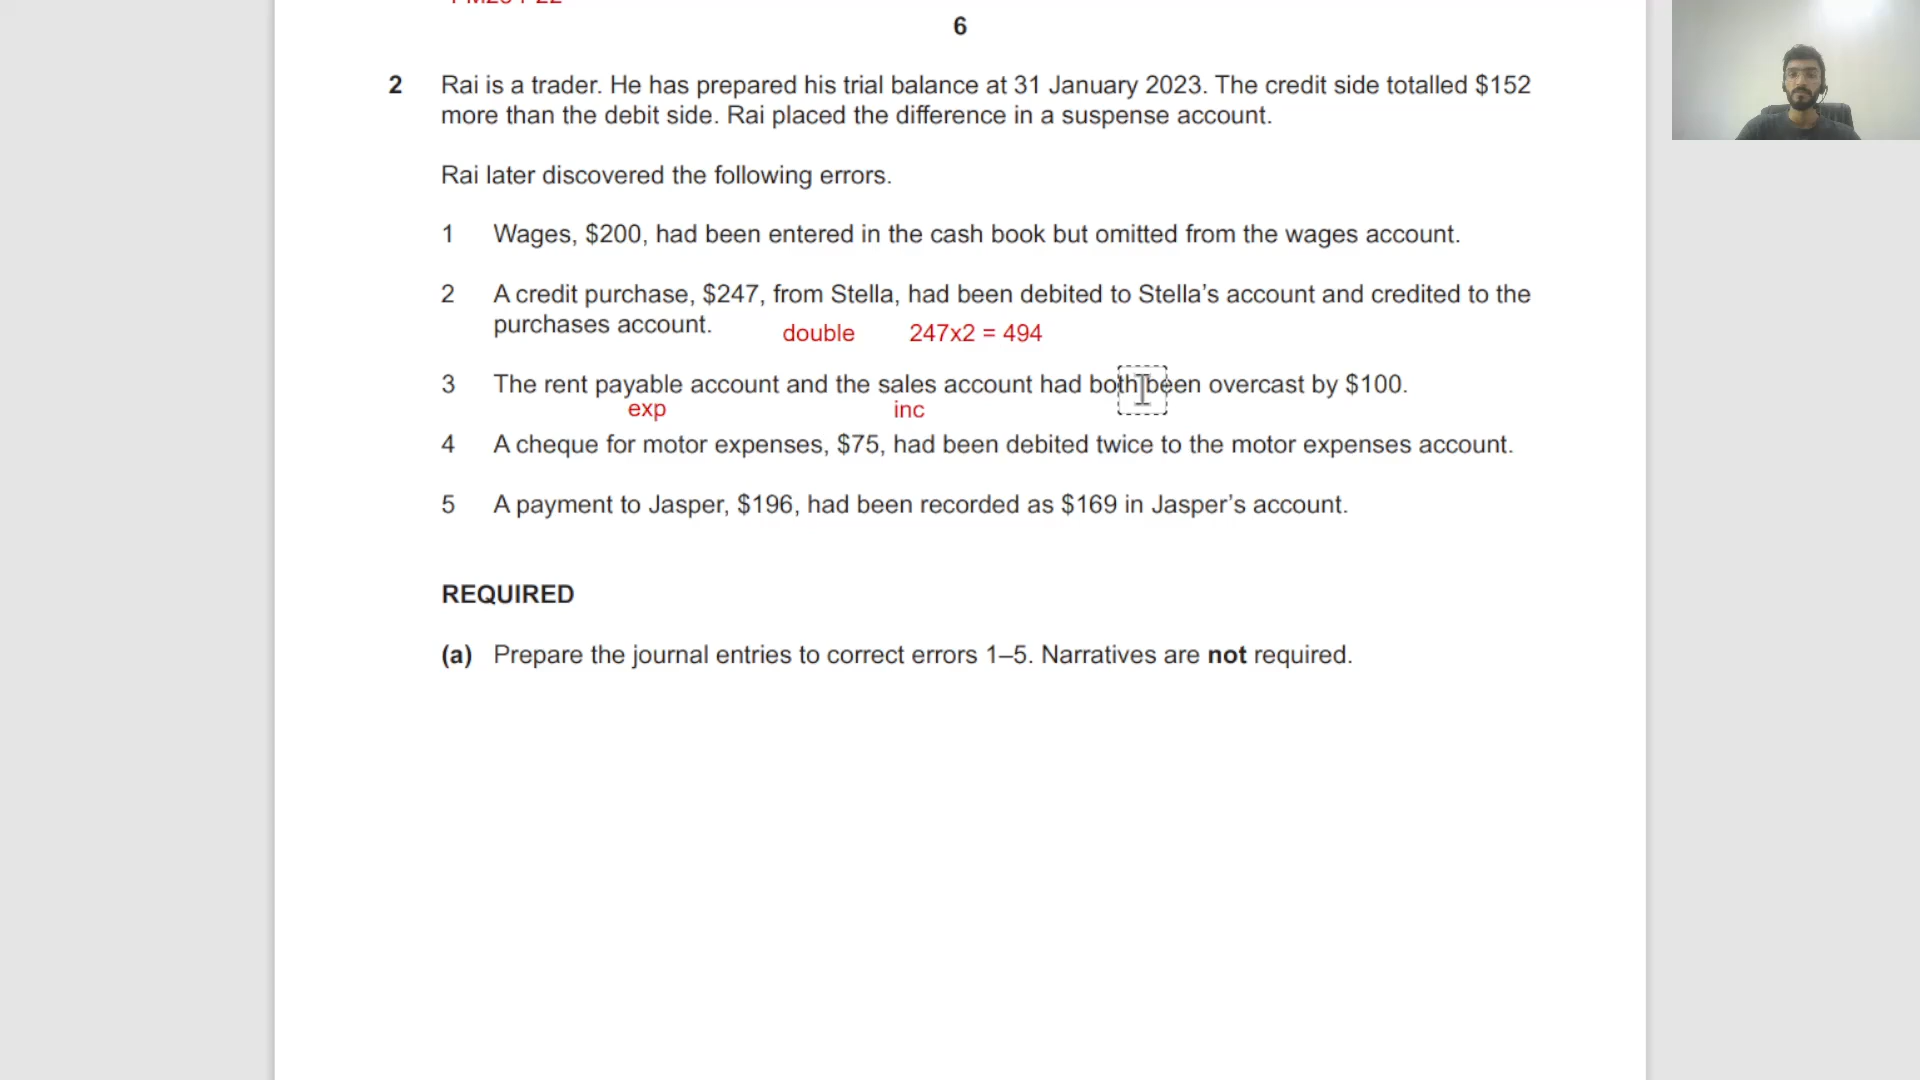 6
2 Rai is a trader. He has prepared his trial balance at 31 January 2023. The credit side totalled $152
more than the debit side. Rai placed the difference in a suspense account.
Rai later discovered the following errors.
1 Wages, $200, had been entered in the cash book but omitted from the wages account.
2 A credit purchase, $247, from Stella, had been debited to Stella’s account and credited to the
purchases account.
double 247x2 = 494
3 The rent payable account and the sales account had both been overcast by $100.
exp inc
4 A cheque for motor expenses, $75, had been debited twice to the motor expenses account.
5 A payment to Jasper, $196, had been recorded as $169 in Jasper’s account.
REQUIRED
(a) Prepare the journal entries to correct errors 1–5. Narratives are not required.